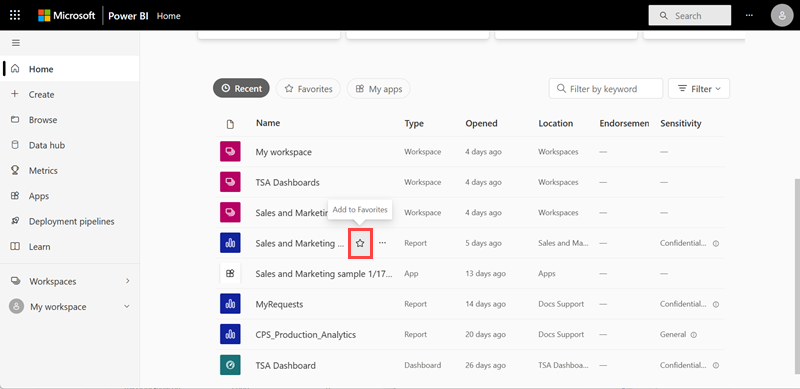 Microsoft Power BI Home Search ...
Home
Create
Browse
Data hub
Metrics
Apps
Deployment pipelines
Learn
Workspaces
My workspace
Recent Favorites My apps Filter by keyword Filter
Name Type Opened Location Endorsemen Sensitivity
My workspace Workspace 4 days ago Workspaces — —
TSA Dashboards Workspace 4 days ago Workspaces — —
Sales and Marketing Workspace 4 days ago Workspaces — —
Add to Favorites
Sales and Marketing ... ... Report 5 days ago Sales and Ma... — Confidential...
Sales and Marketing sample 1/17... App 13 days ago Apps — —
MyRequests Report 14 days ago Docs Support — Confidential...
CPS_Production_Analytics Report 20 days ago Docs Support — General
TSA Dashboard Dashboard 26 days ago TSA Dashboa... — Confidential...